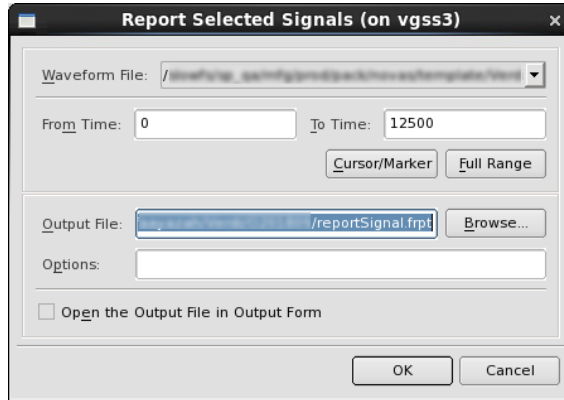 Report Selected Signals (on vgss3)
Waveform File: /
From Time: 0 To Time: 12500
Cursor/Marker Full Range
Output File: /reportSignal.frpt Browse...
Options:
Open the Output File in Output Form
OK Cancel